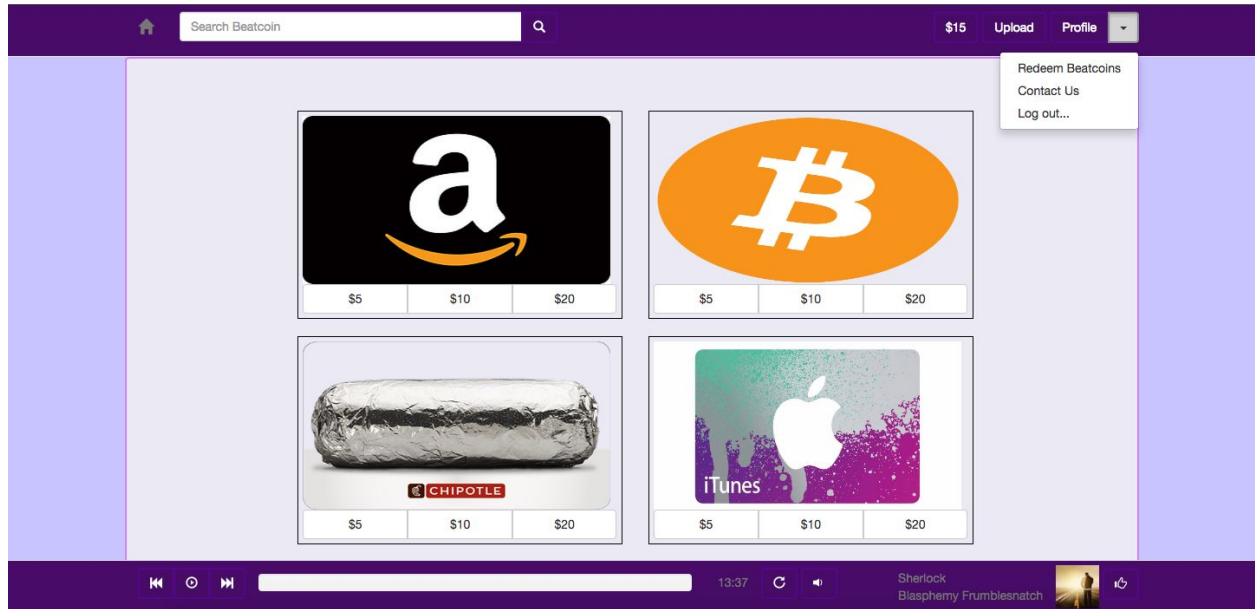 Search Beatcoin
$15 Upload Profile
Redeem Beatcoins
Contact Us
Log out...
a
$5 $10 $20
$5 $10 $20
CHIPOTLE
$5 $10 $20
iTunes
$5 $10 $20
13:37
Sherlock
Blasphemy Frumblesnatch